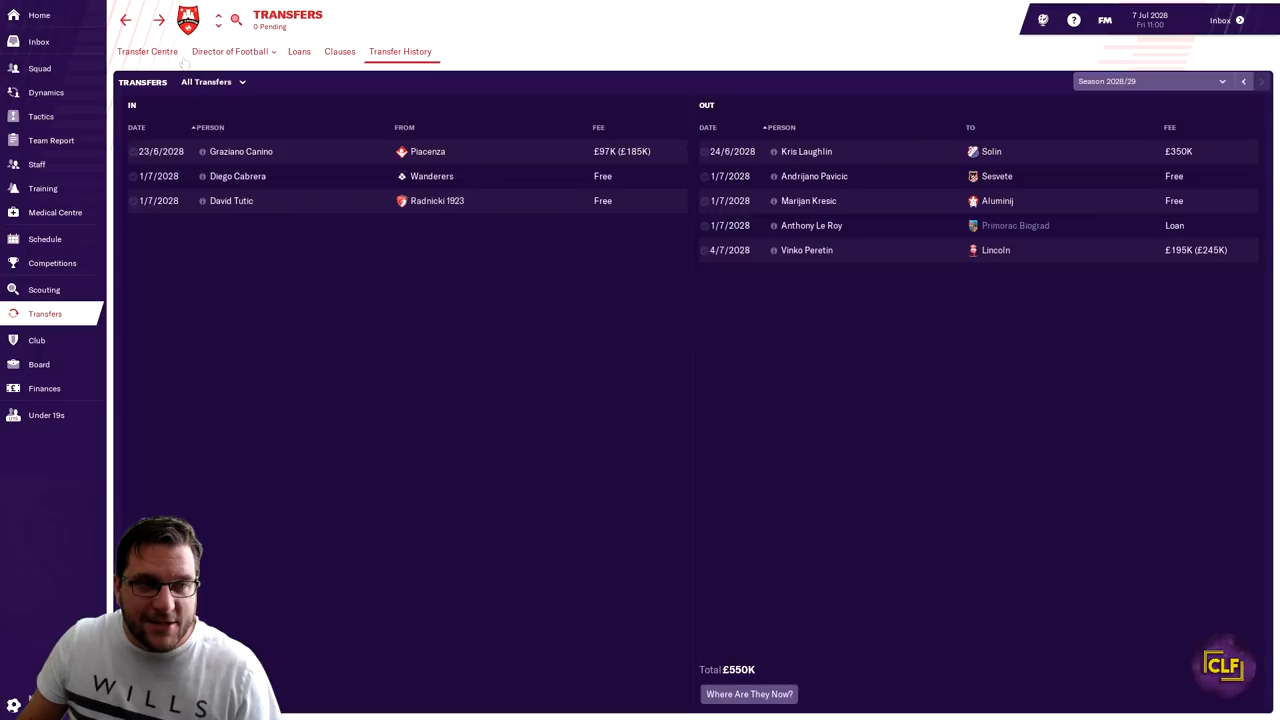 Home
Inbox
Squad
Dynamics
Tactics
Team Report
Staff
Training
Medical Centre
Schedule
Competitions
Scouting
Transfers
Club
Board
Finances
Under 19s
TRANSFERS
0 Pending
FM
7 Jul 2028
Fri 11:00
Inbox
Transfer Centre
Director of Football
Loans
Clauses
Transfer History
TRANSFERS
All Transfers
Season 2028/29
IN
DATE PERSON FROM FEE
23/6/2028 Graziano Canino Piacenza £97K (£185K)
1/7/2028 Diego Cabrera Wanderers Free
1/7/2028 David Tutic Radnicki 1923 Free
OUT
DATE PERSON TO FEE
24/6/2028 Kris Laughlin Solin £350K
1/7/2028 Andrijano Pavicic Sesvete Free
1/7/2028 Marijan Kresic Aluminij Free
1/7/2028 Anthony Le Roy Primorac Biograd Loan
4/7/2028 Vinko Peretin Lincoln £195K (£245K)
Total £550K
Where Are They Now?
WILLS
CLF